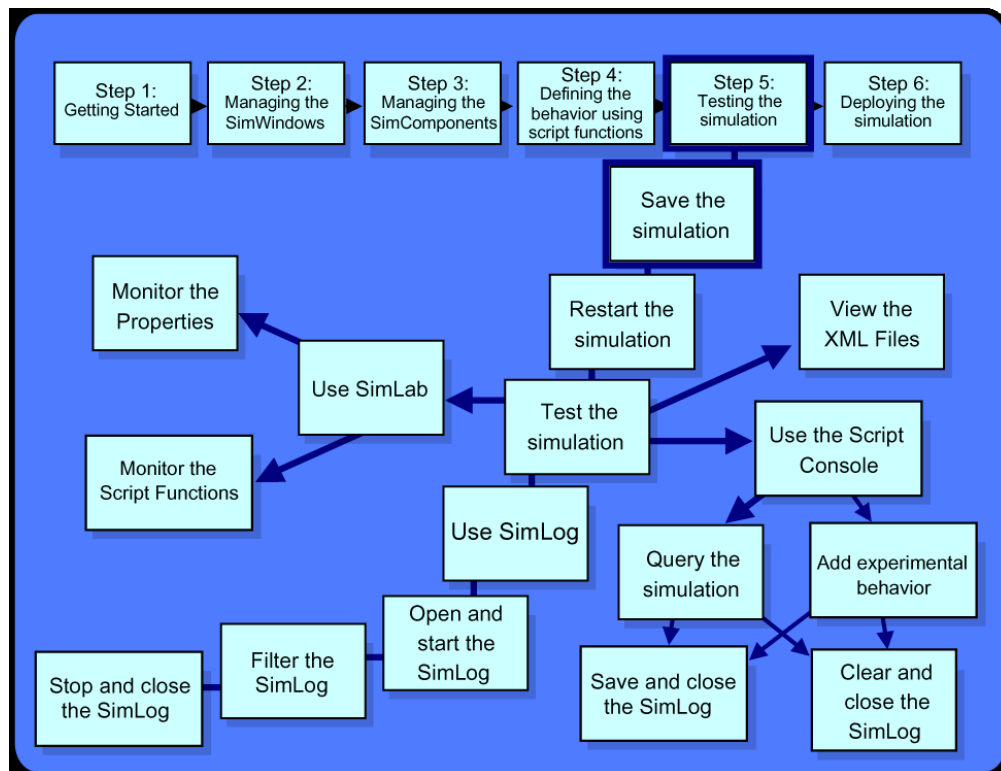 Step 1:
Getting Started
Step 2:
Managing the
SimWindows
Step 3:
Managing the
SimComponents
Step 4:
Defining the
behavior using
script functions
Step 5:
Testing the
simulation
Step 6:
Deploying the
simulation
Save the
simulation
Restart the
simulation
View the
XML Files
Monitor the
Properties
Use SimLab
Test the
simulation
Use the Script
Console
Monitor the
Script Functions
Use SimLog
Query the
simulation
Add experimental
behavior
Open and
start the
SimLog
Filter the
SimLog
Stop and close
the SimLog
Save and close
the SimLog
Clear and
close the
SimLog